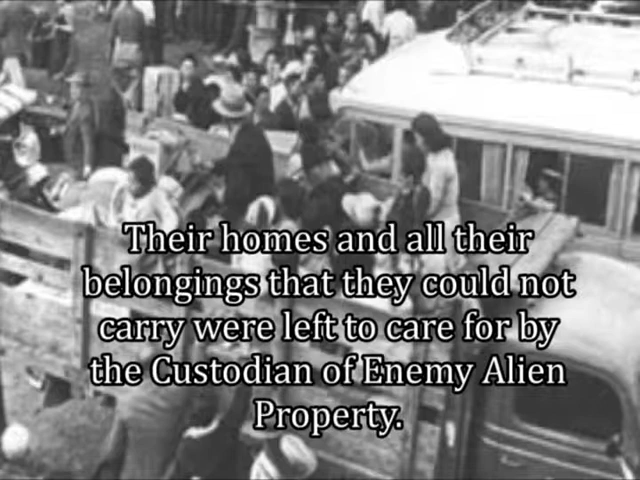 Their homes and all their
belongings that they could not
carry were left to care for by
the Custodian of Enemy Alien
Property.